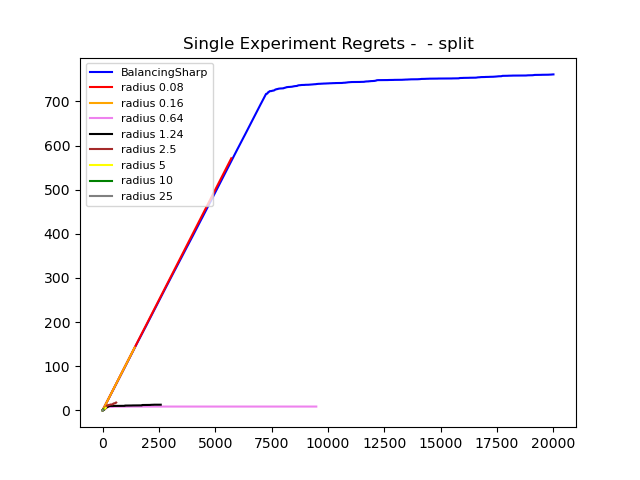 Single Experiment Regrets -  - split
BalancingSharp
radius 0.08
radius 0.16
radius 0.64
radius 1.24
radius 2.5
radius 5
radius 10
radius 25
700
600
500
400
300
200
100
0
0 2500 5000 7500 10000 12500 15000 17500 20000